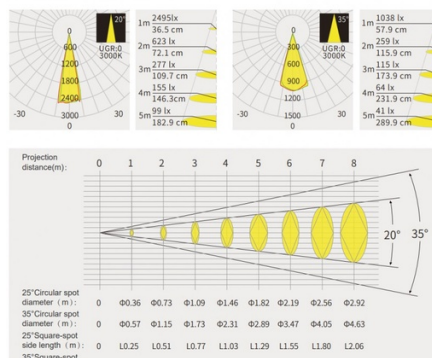 20°
UGR:0
3000K
0
600
1200
1800
2400
3000
-30
0
30
1m
2495lx
36.5 cm
2m
623 lx
72.1 cm
3m
277 lx
109.7 cm
4m
155 lx
146.3cm
5m
99 lx
182.9 cm
35°
UGR:0
3000K
0
300
600
900
1200
1500
-30
0
30
1m
1038 lx
57.9 cm
2m
259 lx
115.9 cm
3m
115 lx
173.9 cm
4m
64 lx
231.9 cm
5m
41 lx
289.9 cm
Projection
distance(m): 0 1 2 3 4 5 6 7 8
20° 35°
25°Circular spot
diameter (m): 0 Φ0.36 Φ0.73 Φ1.09 Φ1.46 Φ1.82 Φ2.19 Φ2.56 Φ2.92
35°Circular spot
diameter (m): 0 Φ0.57 Φ1.15 Φ1.73 Φ2.31 Φ2.89 Φ3.47 Φ4.05 Φ4.63
25°Square-spot
side length (m): 0 L0.25 L0.51 L0.77 L1.03 L1.29 L1.55 L1.80 L2.06
35°Square-spot